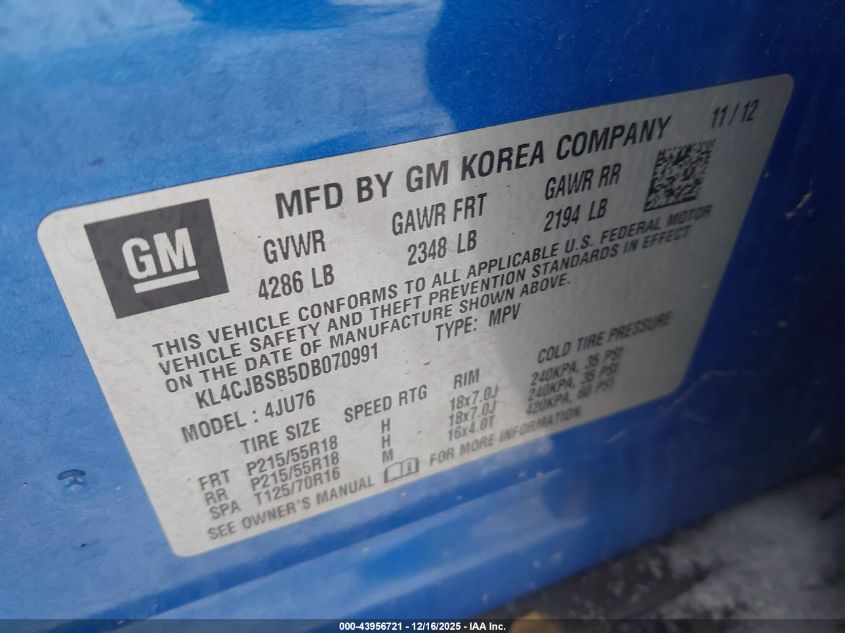 GM
MFD BY GM KOREA COMPANY 11 / 12
GVWR GAWR FRT GAWR RR
4286 LB 2348 LB 2194 LB
THIS VEHICLE CONFORMS TO ALL APPLICABLE U.S. FEDERAL MOTOR
VEHICLE SAFETY AND THEFT PREVENTION STANDARDS IN EFFECT
ON THE DATE OF MANUFACTURE SHOWN ABOVE.
KL4CJBSB5DB070991 TYPE: MPV
MODEL : 4JU76
TIRE SIZE SPEED RTG RIM COLD TIRE PRESSURE
FRT P215/55R18 H 18x7.0J 240KPA, 35 PSI
RR P215/55R18 H 18x7.0J 240KPA, 35 PSI
SPA T125/70R16 M 16x4.0T 420KPA, 60 PSI
SEE OWNER'S MANUAL FOR MORE INFORMATION.
000-43956721 - 12/16/2025 - IAA Inc.